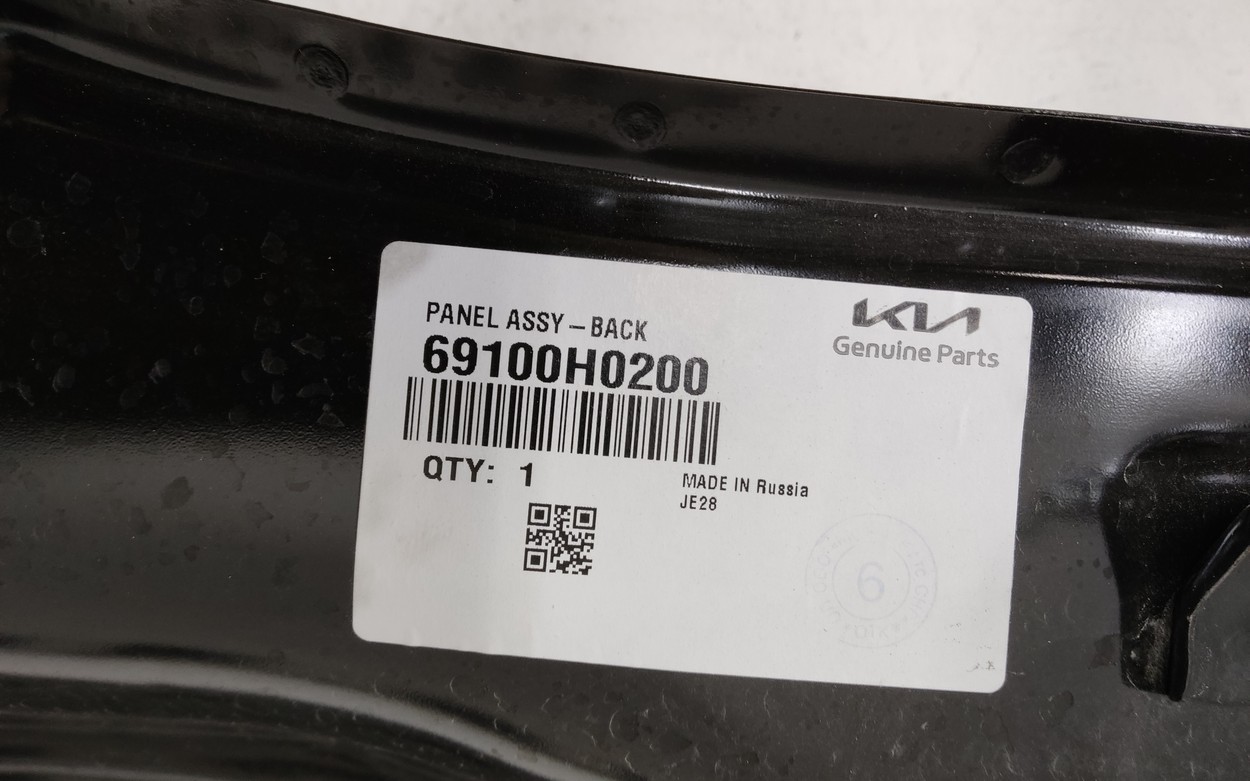 PANEL ASSY – BACK
69100H0200
KIA
Genuine Parts
QTY: 1
MADE IN Russia
JE28
6